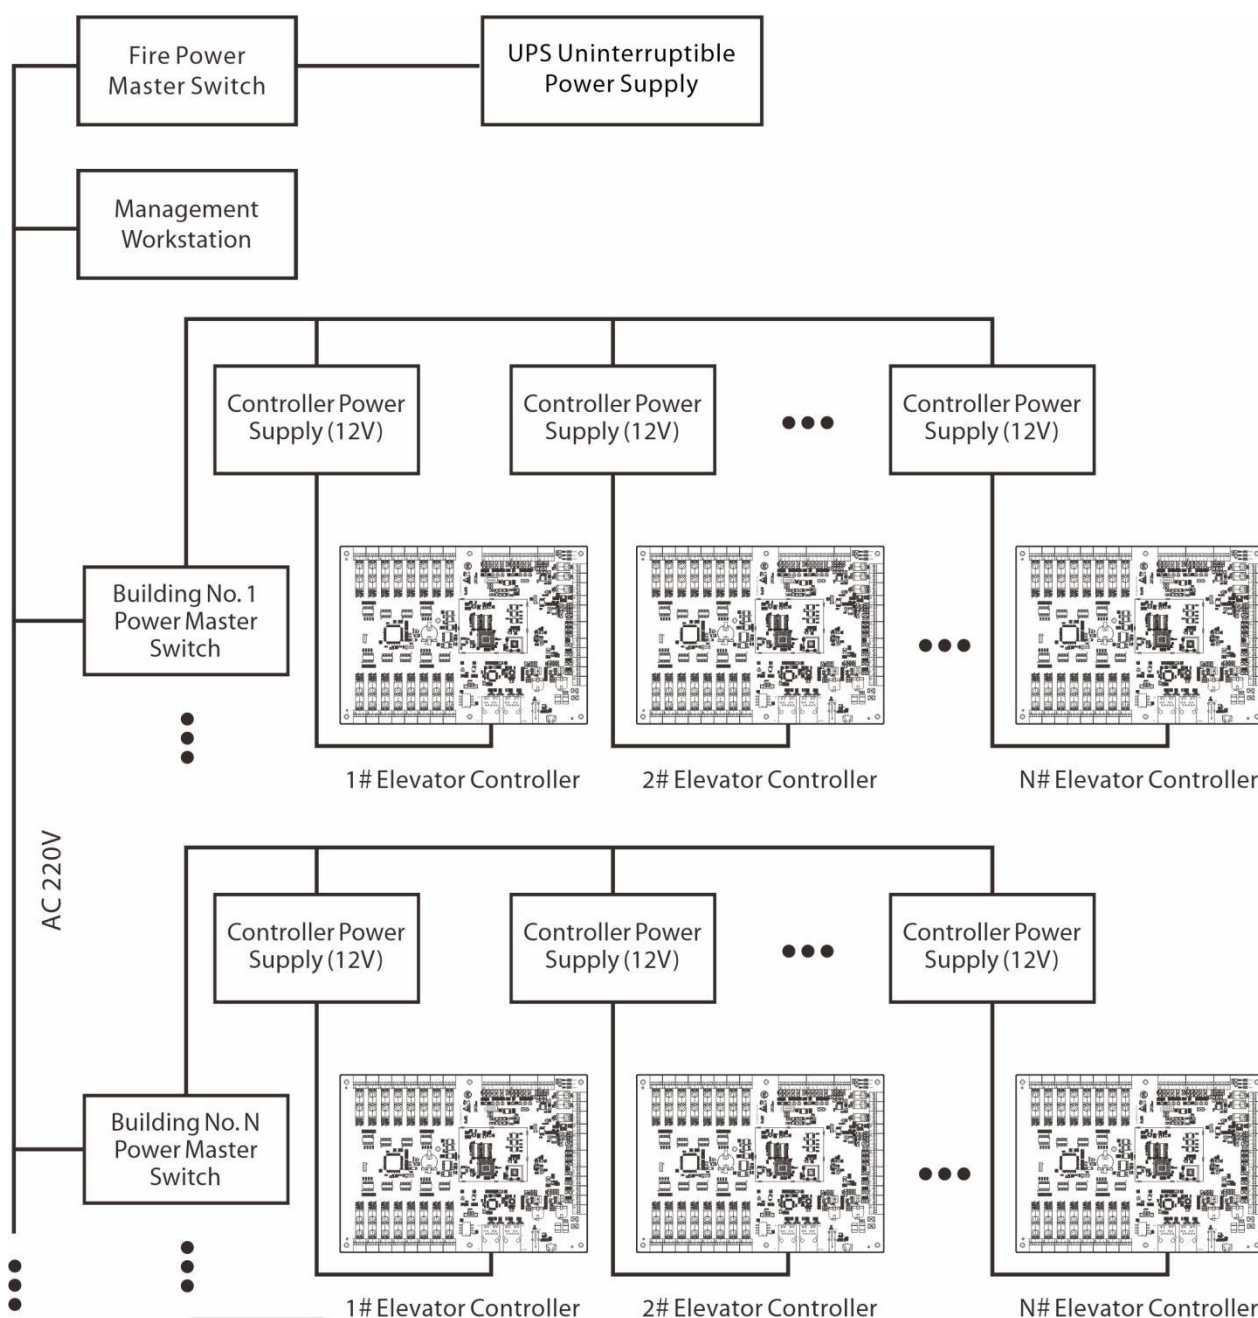 Fire Power
Master Switch
UPS Uninterruptible
Power Supply
Management
Workstation
Controller Power
Supply (12V)
Controller Power
Supply (12V)
Controller Power
Supply (12V)
Building No. 1
Power Master
Switch
1# Elevator Controller
2# Elevator Controller
N# Elevator Controller
AC 220V
Controller Power
Supply (12V)
Controller Power
Supply (12V)
Controller Power
Supply (12V)
Building No. N
Power Master
Switch
1# Elevator Controller
2# Elevator Controller
N# Elevator Controller